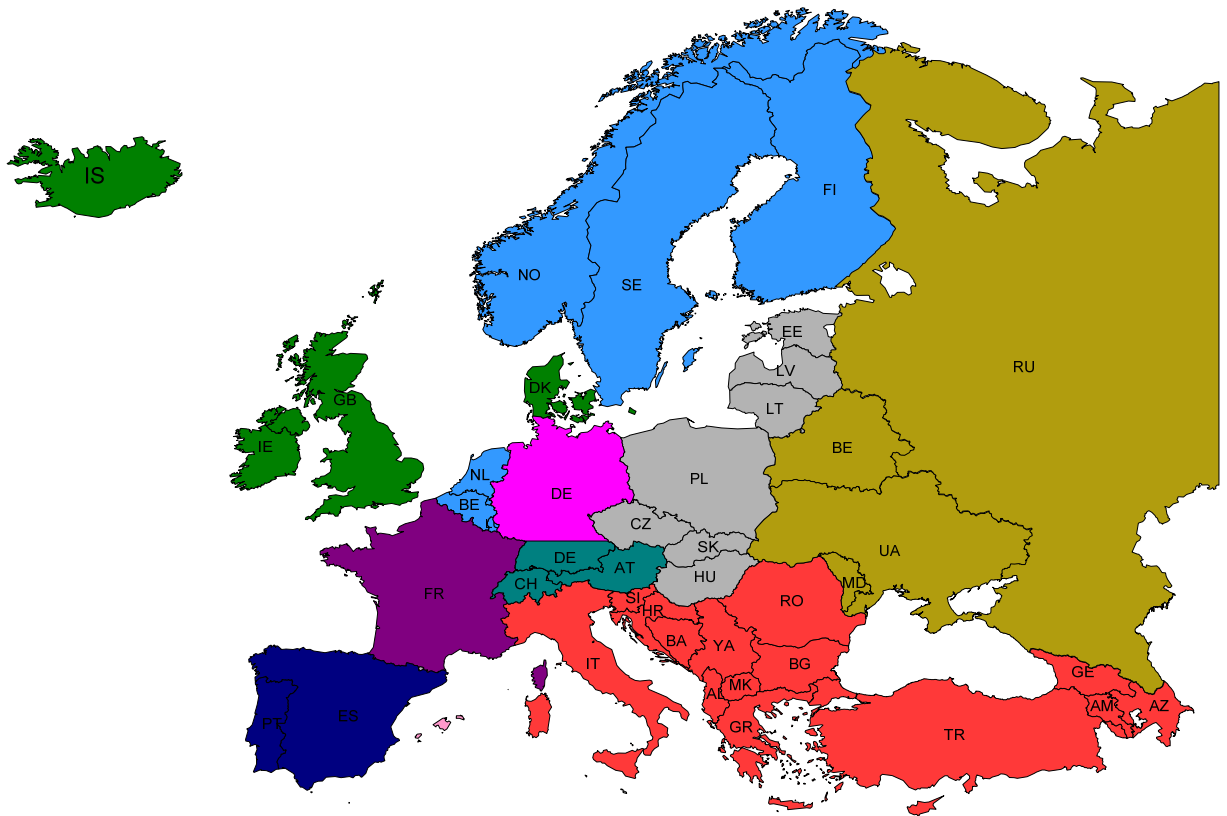 IS
FI
NO
SE
EE
RU
LV
DK
GB
LT
IE
BE
NL
PL
DE
BE
CZ
L
SK
UA
DE
AT
HU
CH
MD
FR
SI
RO
HR
BA
YA
IT
BG
GE
MK
AL
AM
AZ
ES
PT
GR
TR